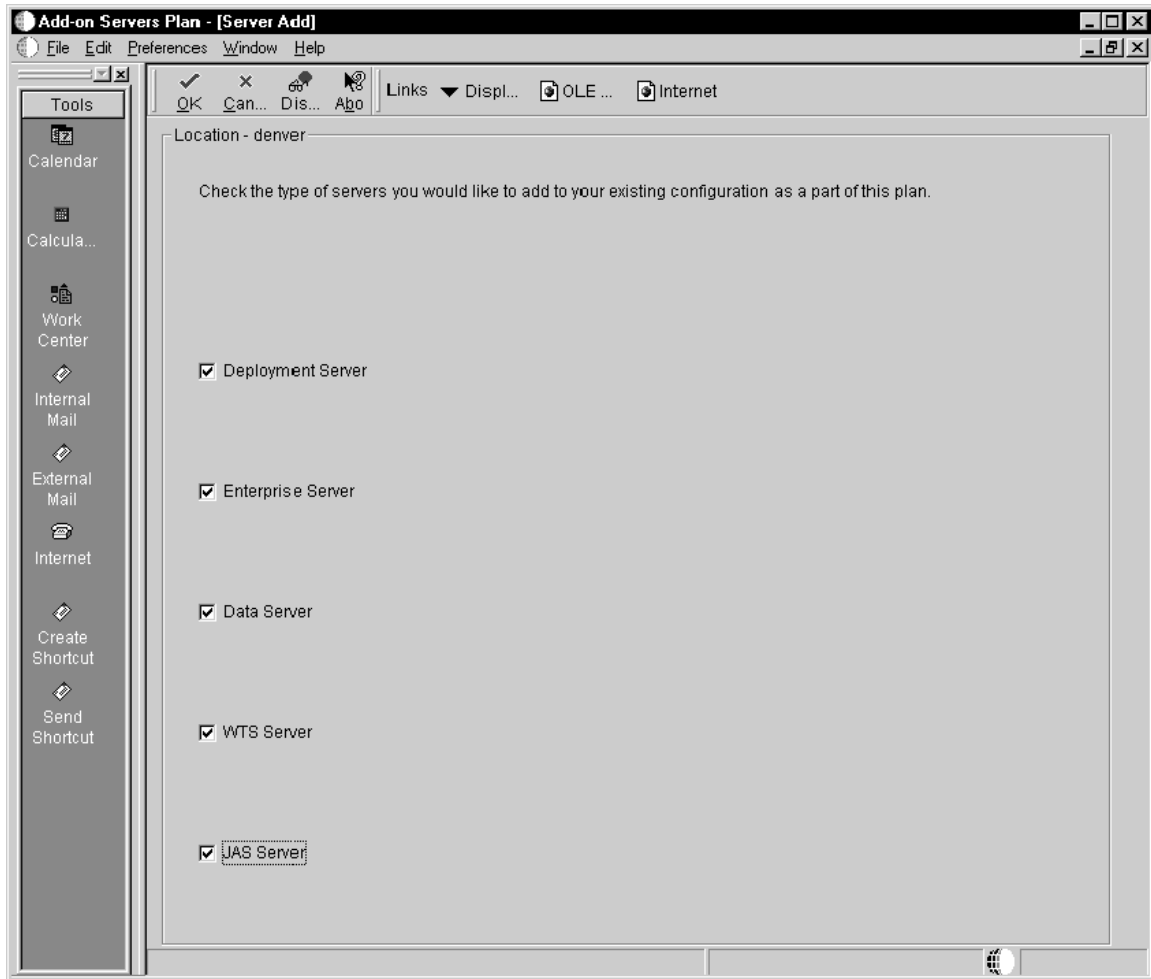 Add-on Servers Plan - [Server Add]
File Edit Preferences Window Help
Tools
Calendar
Calcula...
Work
Center
Internal
Mail
External
Mail
Internet
Create
Shortcut
Send
Shortcut
OK Can... Dis... Abo Links Displ... OLE ... Internet
Location - denver
Check the type of servers you would like to add to your existing configuration as a part of this plan.
Deployment Server
Enterprise Server
Data Server
WTS Server
JAS Server